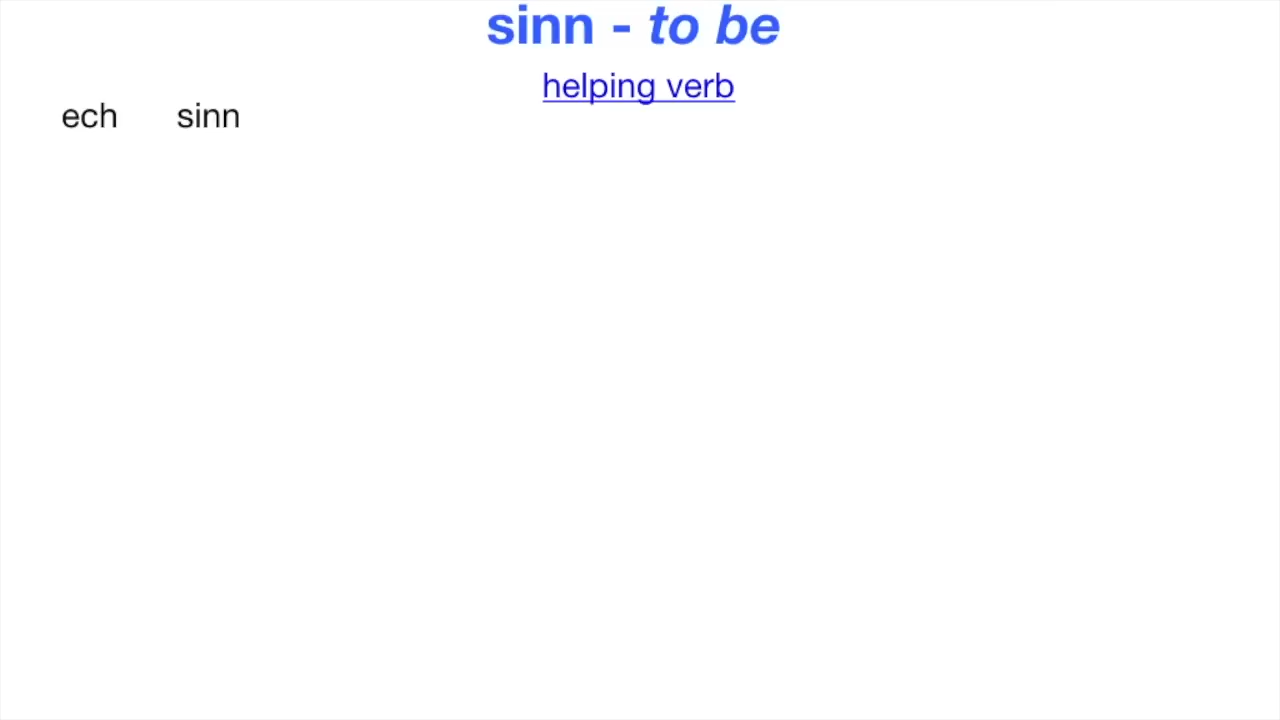 sinn - to be
helping verb
ech sinn